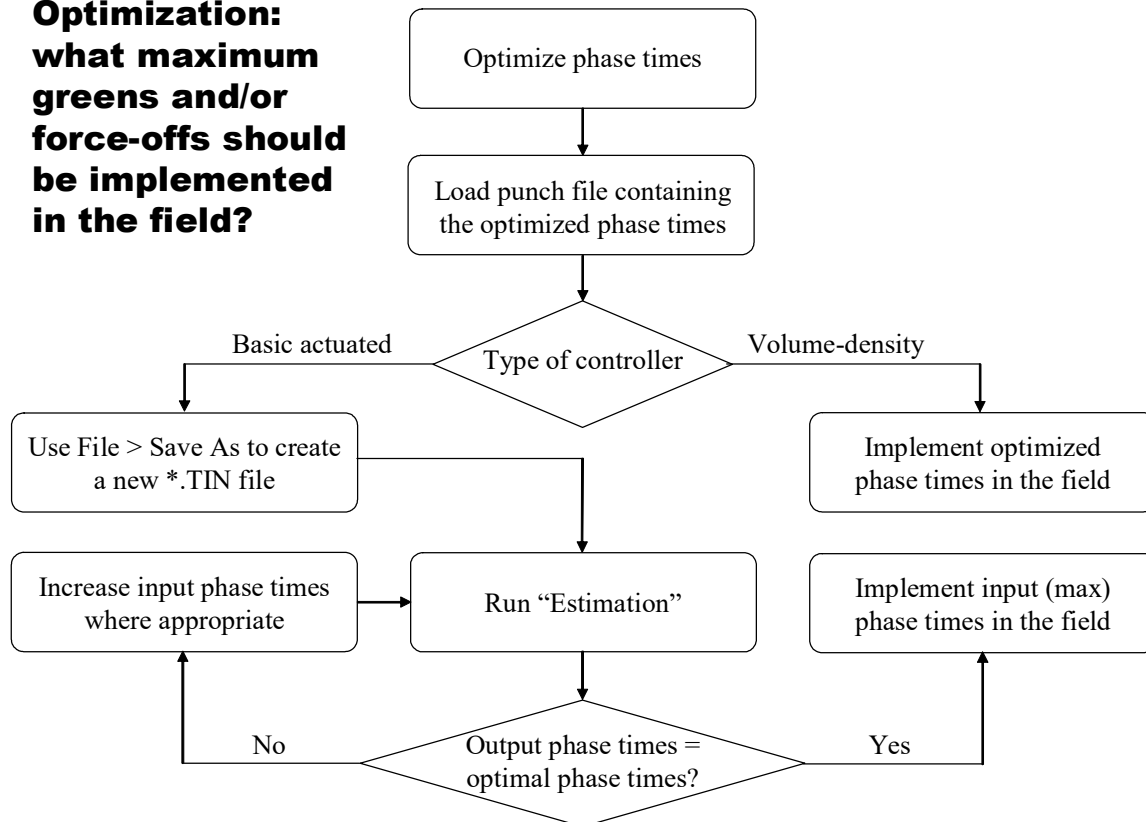 Optimization:
what maximum
greens and/or
force-offs should
be implemented
in the field?
Optimize phase times
Load punch file containing
the optimized phase times
Type of controller
Basic actuated
Volume-density
Use File > Save As to create
a new *.TIN file
Implement optimized
phase times in the field
Increase input phase times
where appropriate
Run “Estimation”
Implement input (max)
phase times in the field
Output phase times =
optimal phase times?
No
Yes